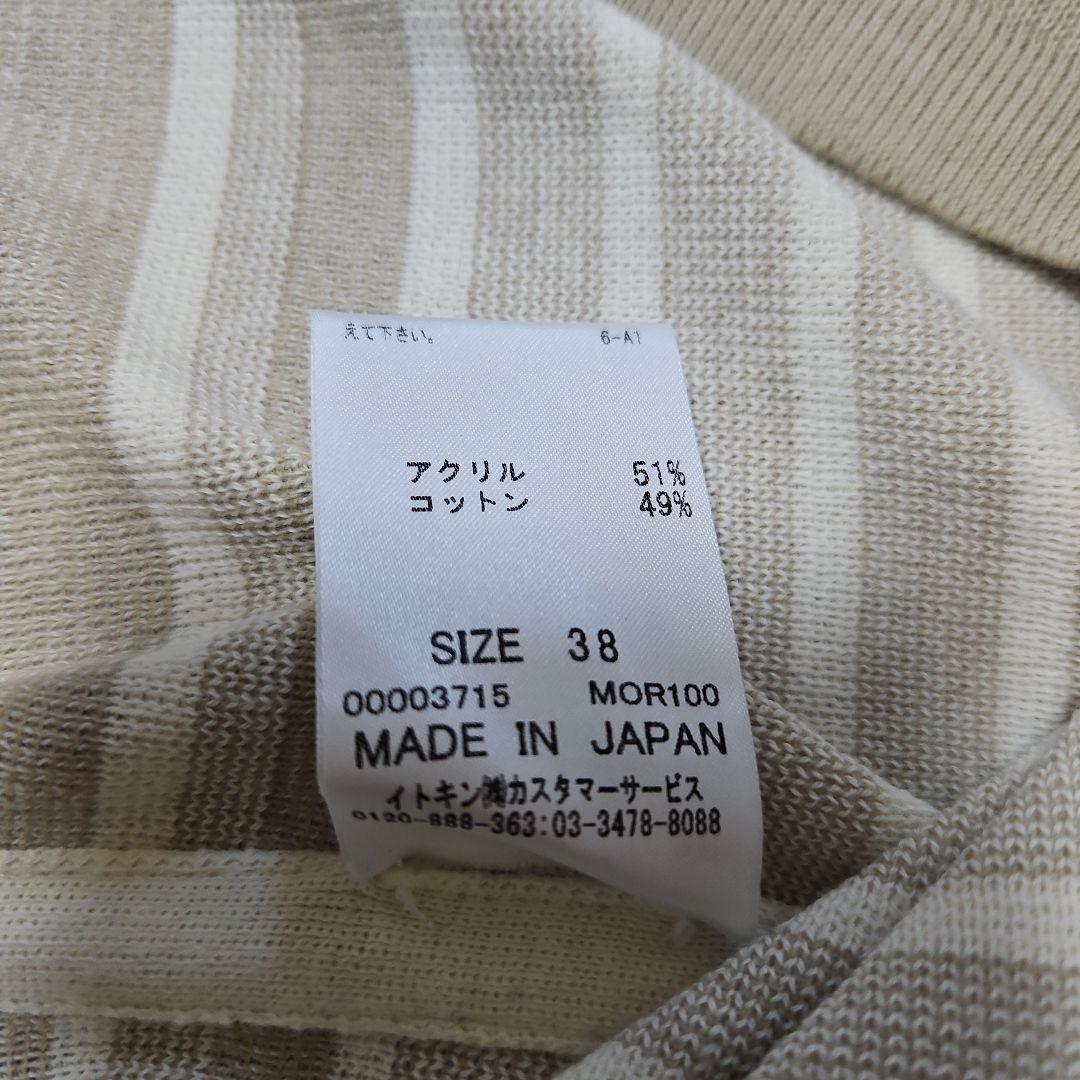 えて下さい。 6-A1
アクリル 51%
コットン 49%
SIZE 38
00003715 MOR100
MADE IN JAPAN
イトキン㈱カスタマーサービス
0120-888-363:03-3478-8088